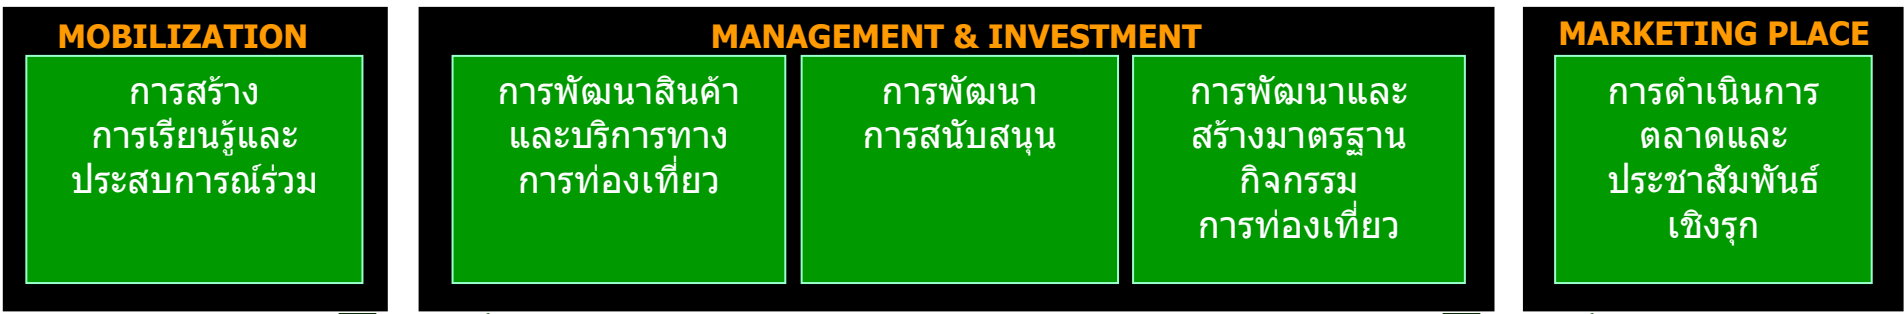 MOBILIZATION
การสร้าง
การเรียนรู้และ
ประสบการณ์ร่วม
MANAGEMENT & INVESTMENT
การพัฒนาสินค้า
และบริการทาง
การท่องเที่ยว
การพัฒนา
การสนับสนุน
การพัฒนาและ
สร้างมาตรฐาน
กิจกรรม
การท่องเที่ยว
MARKETING PLACE
การดำเนินการ
ตลาดและ
ประชาสัมพันธ์
เชิงรุก